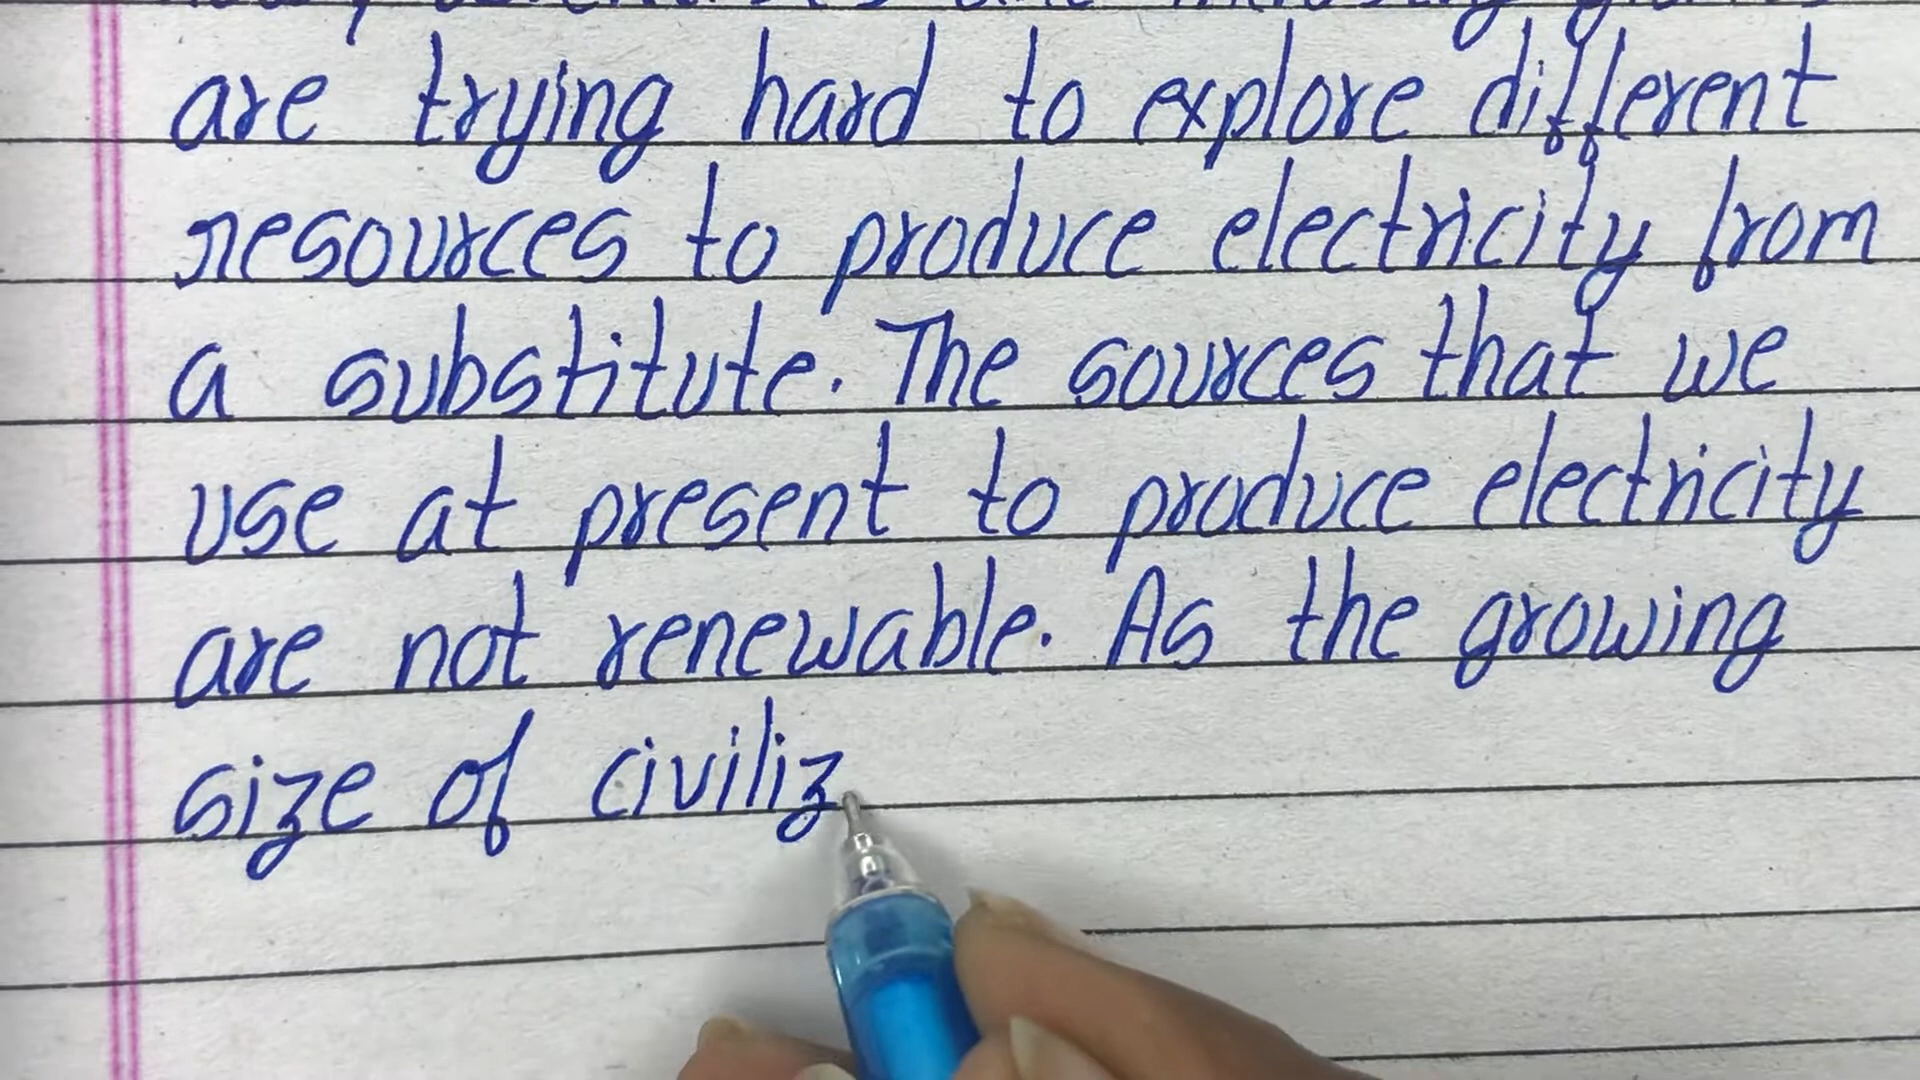 are trying hard to explore different
resources to produce electricity from
a substitute. The sources that we
use at present to produce electricity
are not renewable. As the growing
size of civiliz